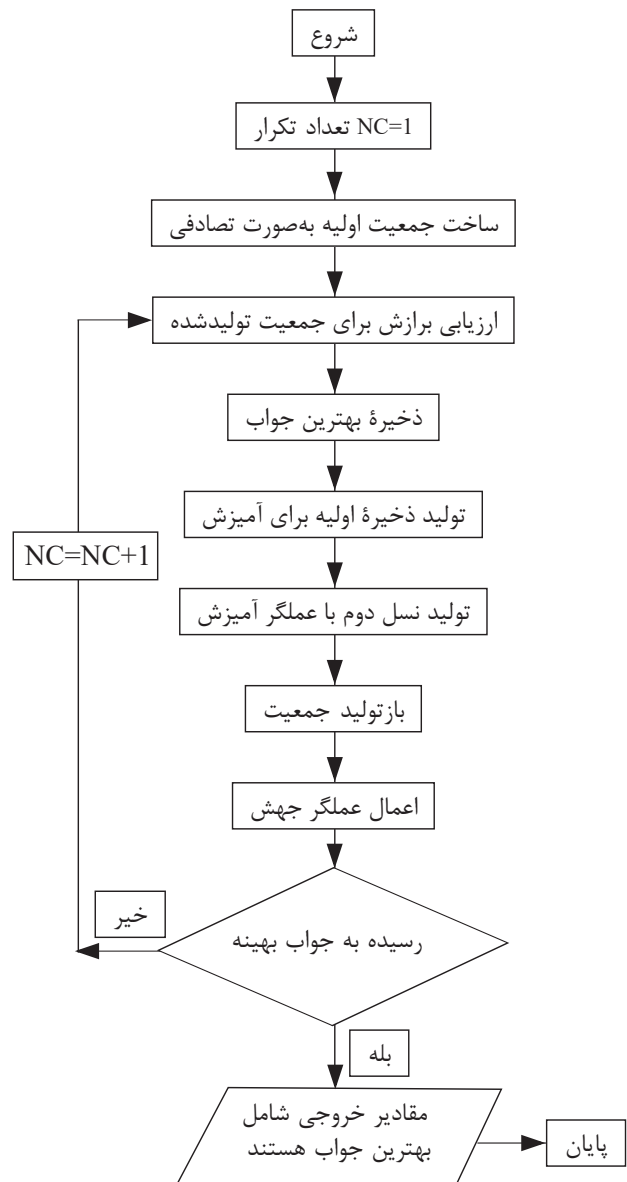 شروع
NC=1 تعداد تکرار
ساخت جمعیت اولیه به‌صورت تصادفی
ارزیابی برازش برای جمعیت تولیدشده
ذخیرهٔ بهترین جواب
تولید ذخیرهٔ اولیه برای آمیزش
NC=NC+1
تولید نسل دوم با عملگر آمیزش
بازتولید جمعیت
اعمال عملگر جهش
خیر
رسیده به جواب بهینه
بله
مقادیر خروجی شامل
بهترین جواب هستند
پایان